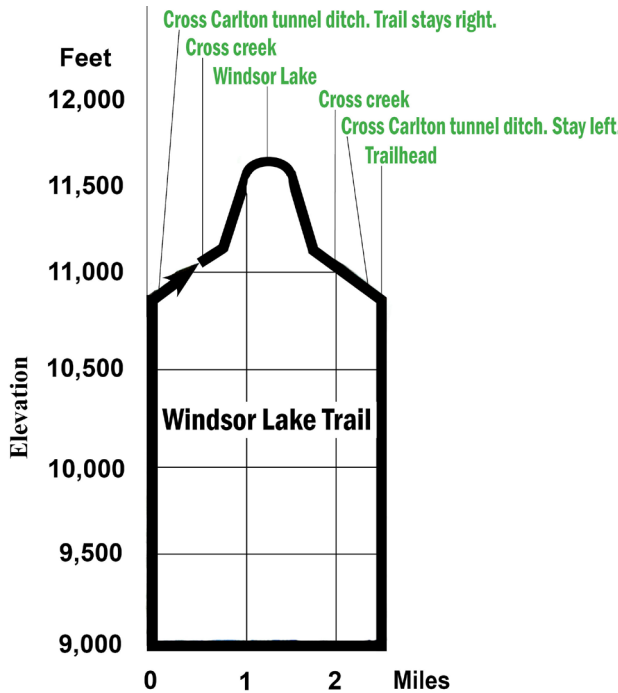 Cross Carlton tunnel ditch. Trail stays right.
Cross creek
Feet
Windsor Lake
12,000
Cross creek
Cross Carlton tunnel ditch. Stay left.
Trailhead
11,500
11,000
10,500
Elevation
Windsor Lake Trail
10,000
9,500
9,000
0 1 2 Miles